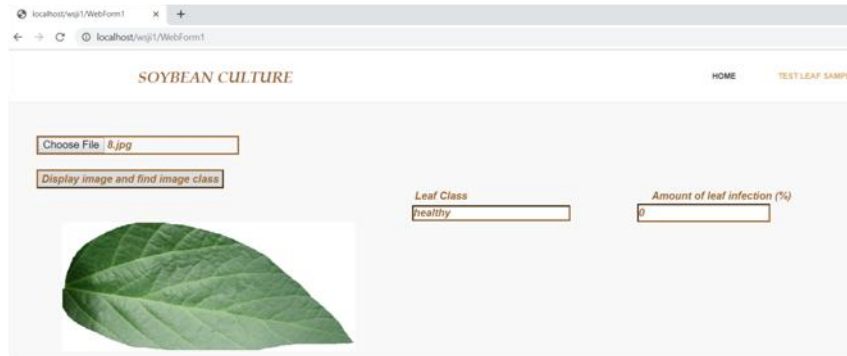 localhost/wsji1/WebForm1
localhost/wsji1/WebForm1
SOYBEAN CULTURE
HOME
TEST LEAF SAMPL
Choose File 8.jpg
Display image and find image class
Leaf Class
Amount of leaf infection (%)
healthy
0